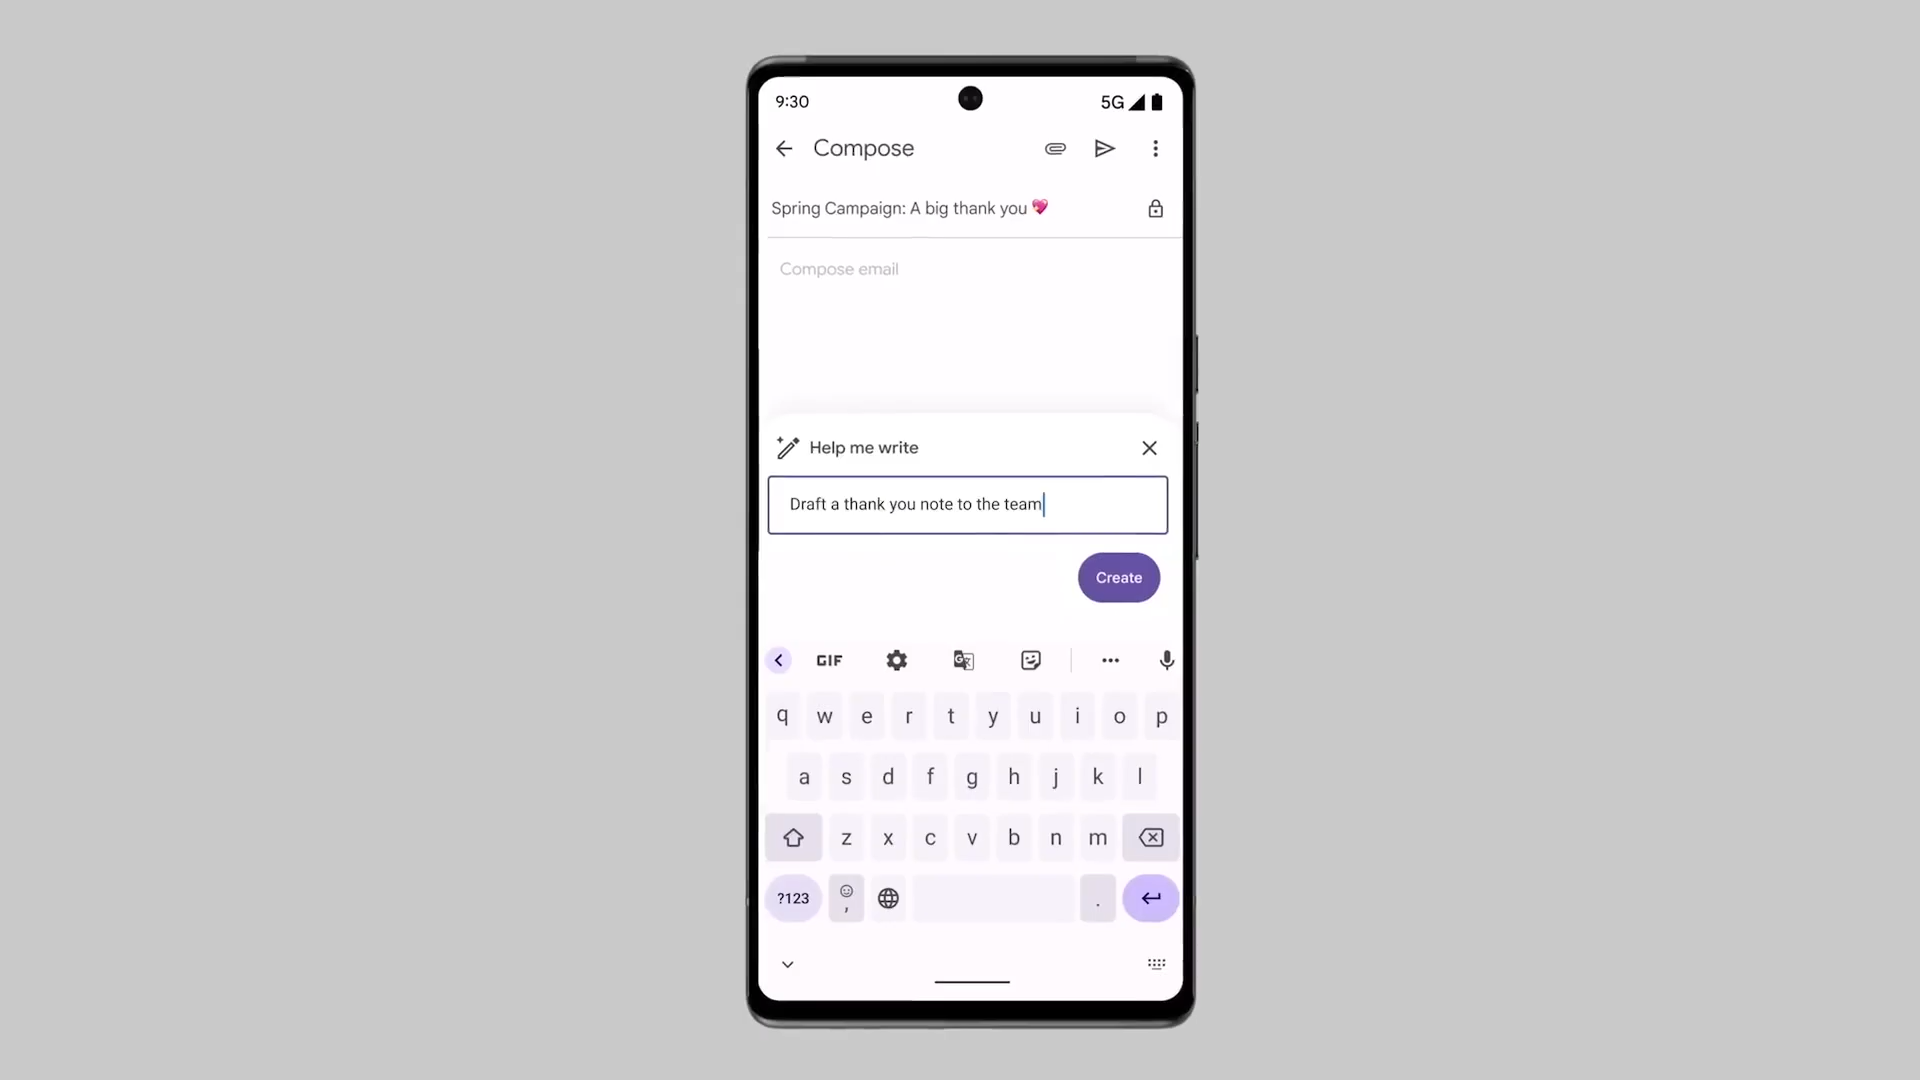 9:30 5G
Compose
Spring Campaign: A big thank you 💖
Compose email
Help me write
Draft a thank you note to the team
Create
GIF
q w e r t y u i o p
a s d f g h j k l
z x c v b n m
?123 , .